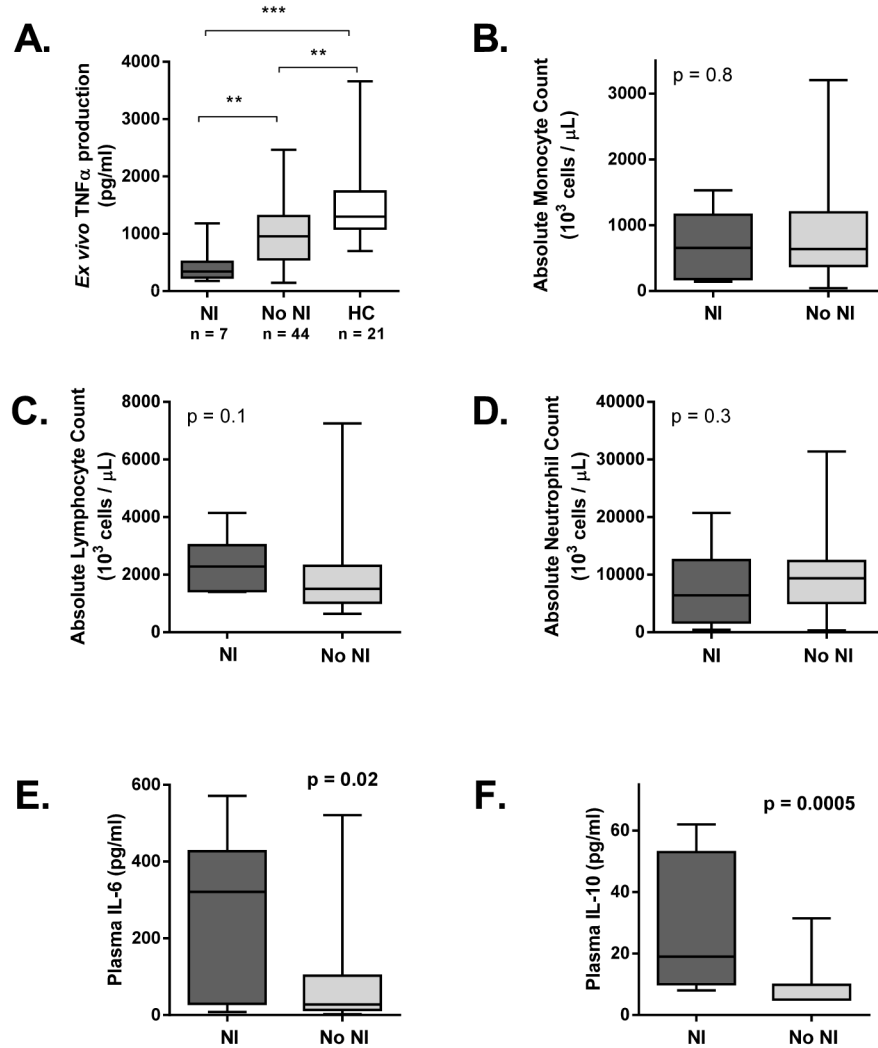 A.
***
**
**
Ex vivo TNFα production
(pg/ml)
4000
3000
2000
1000
0
NI
No NI
HC
n = 7
n = 44
n = 21
B.
p = 0.8
Absolute Monocyte Count
(10³ cells / μL)
3000
2000
1000
0
NI
No NI
C.
p = 0.1
Absolute Lymphocyte Count
(10³ cells / μL)
8000
6000
4000
2000
0
NI
No NI
D.
p = 0.3
Absolute Neutrophil Count
(10³ cells / μL)
40000
30000
20000
10000
0
NI
No NI
E.
p = 0.02
Plasma IL-6 (pg/ml)
600
400
200
0
NI
No NI
F.
p = 0.0005
Plasma IL-10 (pg/ml)
60
40
20
0
NI
No NI